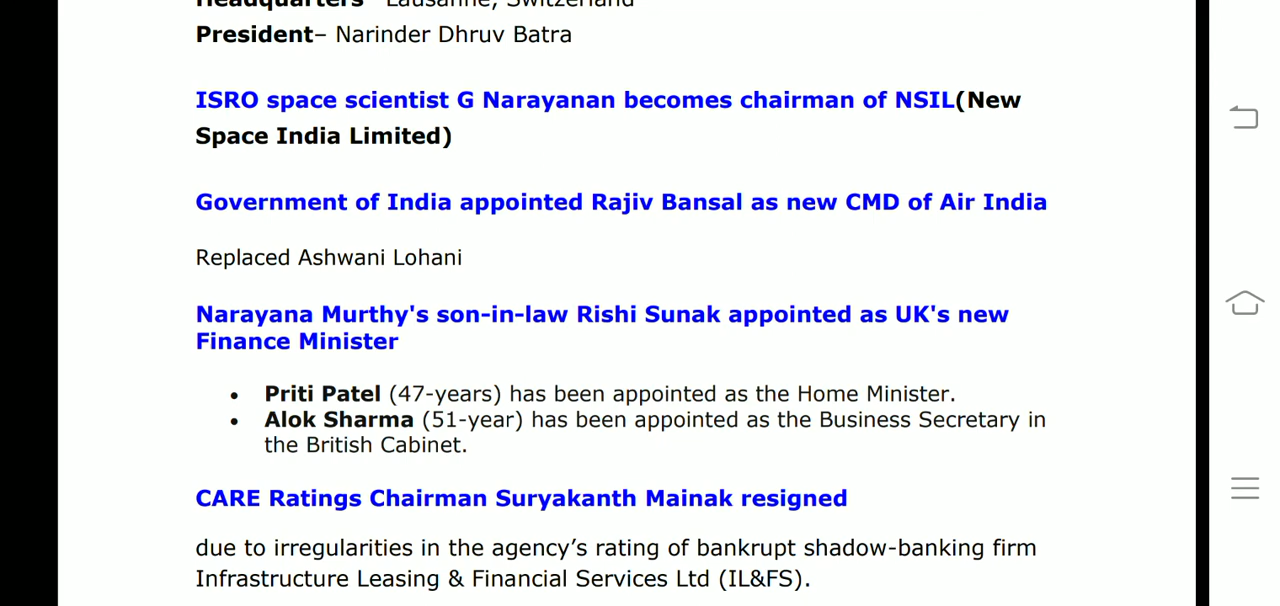 Headquarters– Lausanne, Switzerland
President– Narinder Dhruv Batra
ISRO space scientist G Narayanan becomes chairman of NSIL(New
Space India Limited)
Government of India appointed Rajiv Bansal as new CMD of Air India
Replaced Ashwani Lohani
Narayana Murthy's son-in-law Rishi Sunak appointed as UK's new
Finance Minister
• Priti Patel (47-years) has been appointed as the Home Minister.
• Alok Sharma (51-year) has been appointed as the Business Secretary in
the British Cabinet.
CARE Ratings Chairman Suryakanth Mainak resigned
due to irregularities in the agency’s rating of bankrupt shadow-banking firm
Infrastructure Leasing & Financial Services Ltd (IL&FS).